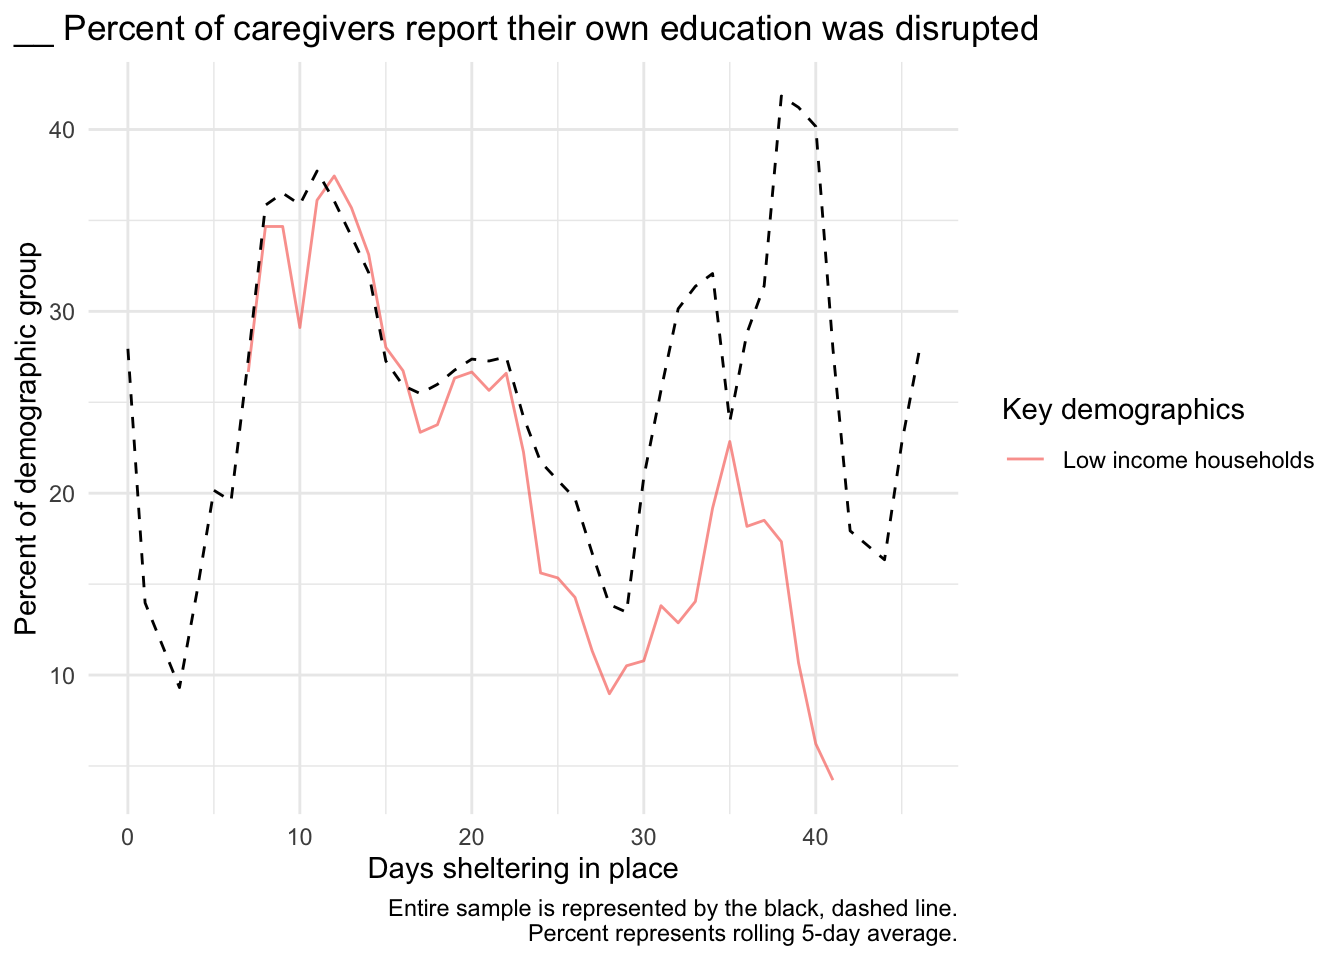 __ Percent of caregivers report their own education was disrupted
Percent of demographic group
40
30
20
10
0 10 20 30 40
Days sheltering in place
Key demographics
Low income households
Entire sample is represented by the black, dashed line.
Percent represents rolling 5-day average.